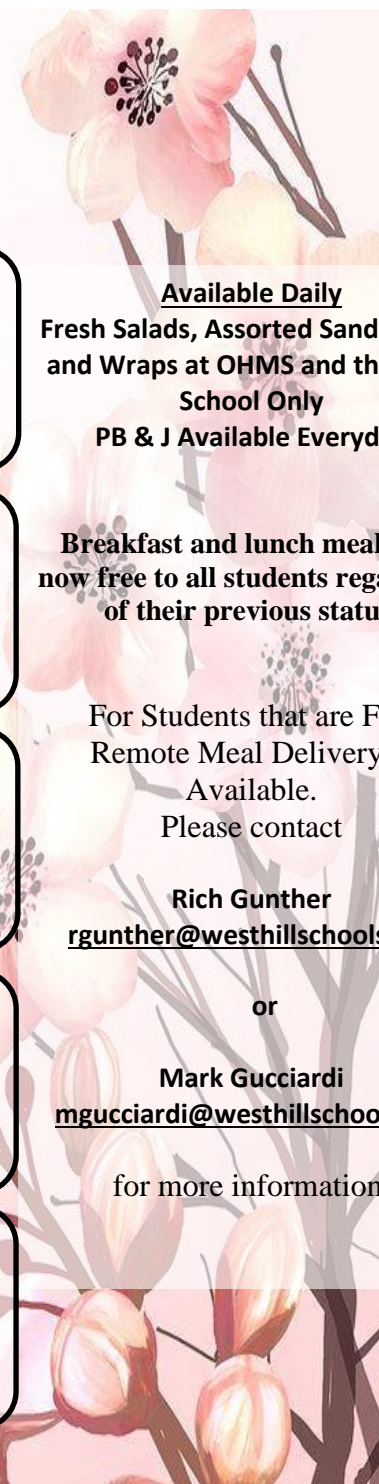 Available Daily
Fresh Salads, Assorted Sand
and Wraps at OHMS and th
School Only
PB & J Available Everyd
Breakfast and lunch meal
now free to all students rega
of their previous statu
For Students that are F
Remote Meal Delivery
Available.
Please contact
Rich Gunther
rgunther@westhillschools
or
Mark Gucciardi
mgucciardi@westhillschoo
for more information